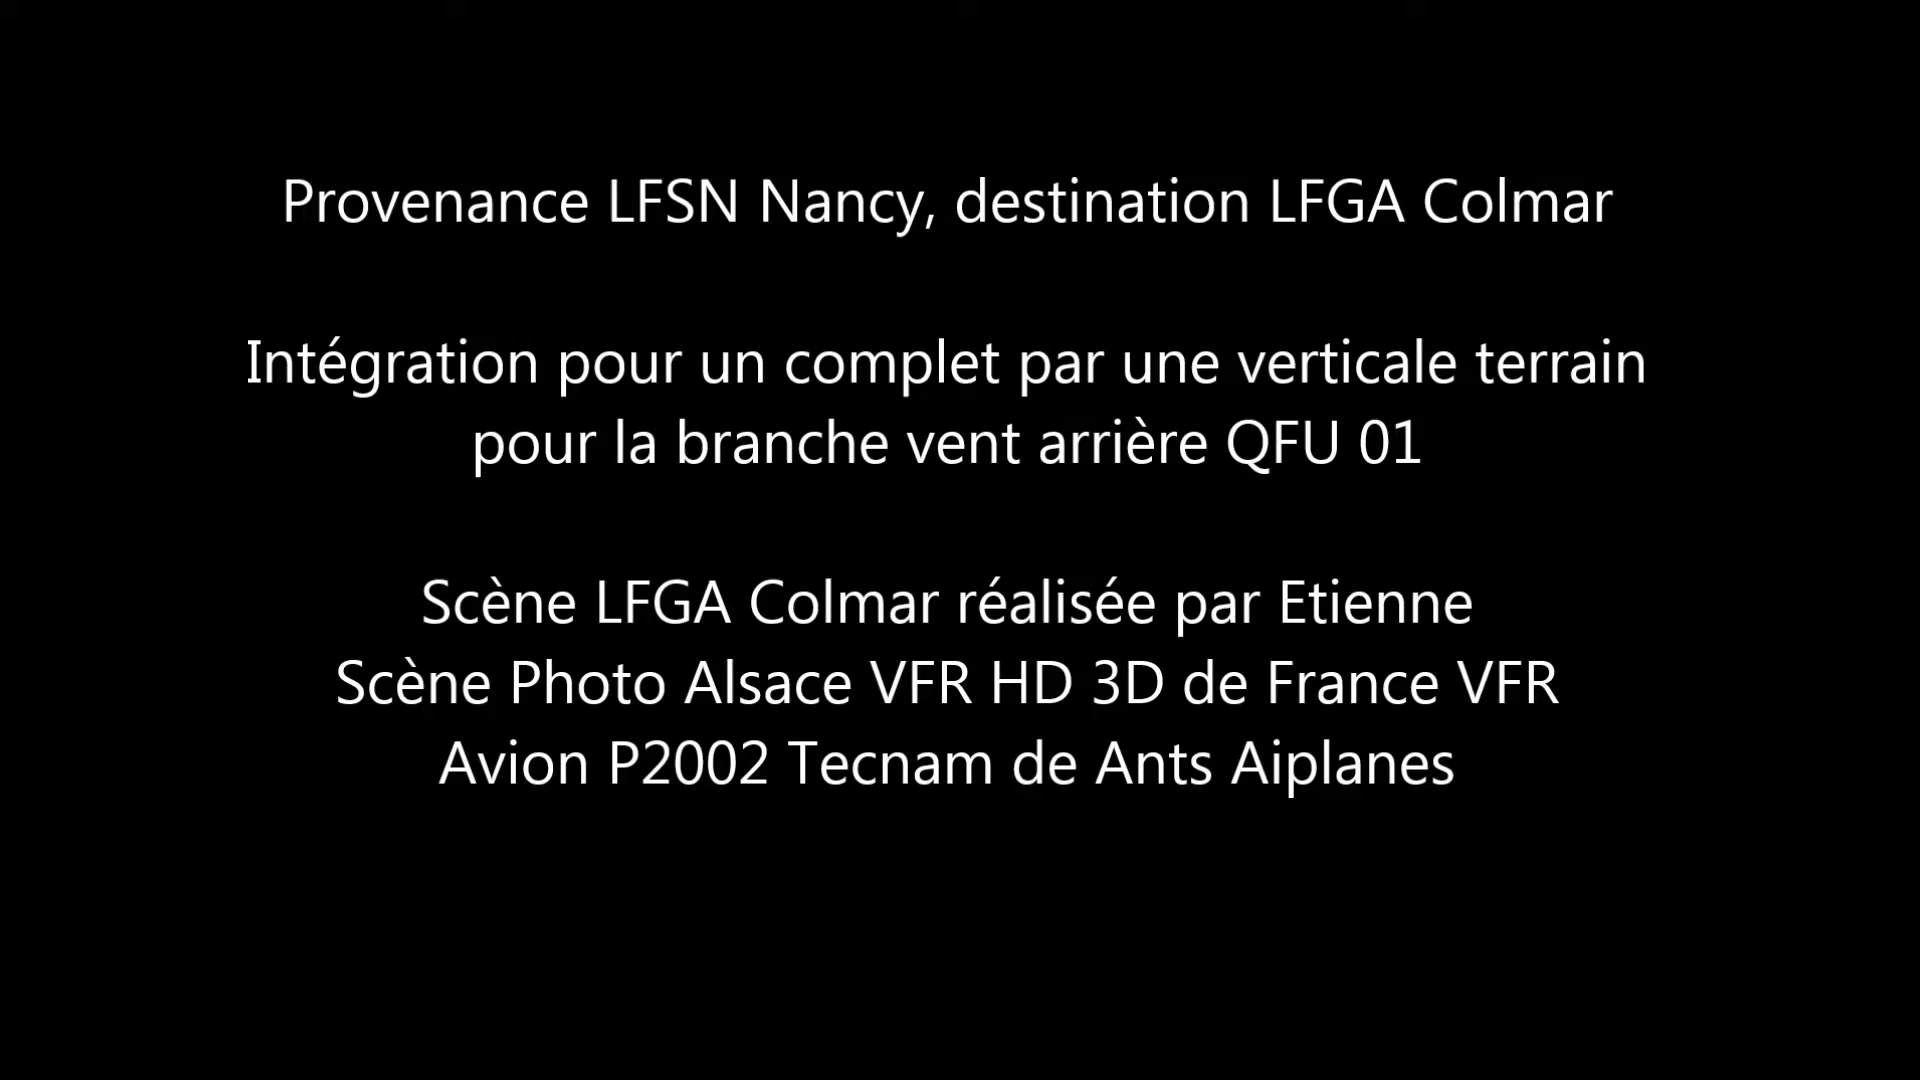 Provenance LFSN Nancy, destination LFGA Colmar
Intégration pour un complet par une verticale terrain
pour la branche vent arrière QFU 01
Scène LFGA Colmar réalisée par Etienne
Scène Photo Alsace VFR HD 3D de France VFR
Avion P2002 Tecnam de Ants Aiplanes